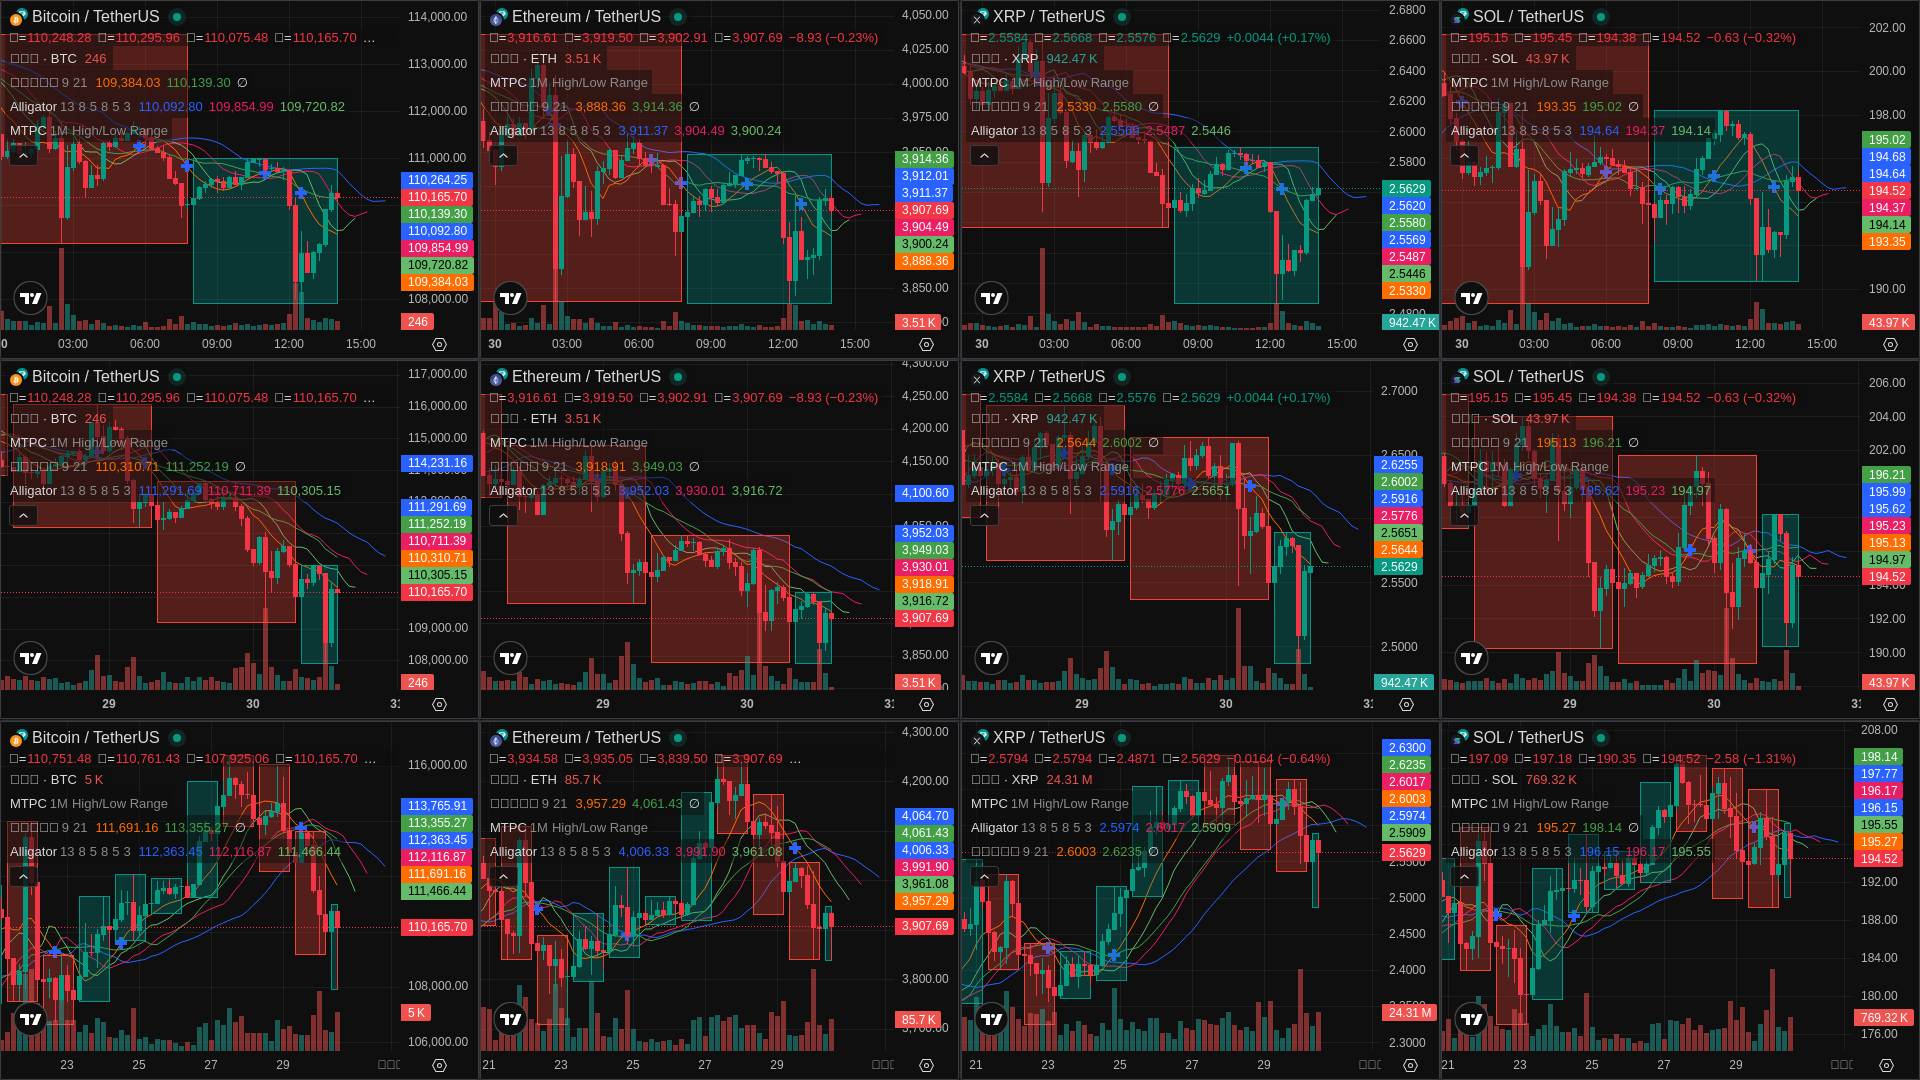 Bitcoin / TetherUS
=110,248.28 =110,295.96 =110,075.48 =110,165.70 ...
· BTC 246
9 21 109,384.03 110,139.30 ∅
Alligator 13 8 5 8 5 3 110,092.80 109,854.99 109,720.82
MTPC 1M High/Low Range
114,000.00
113,000.00
112,000.00
111,000.00
110,264.25
110,165.70
110,139.30
110,092.80
109,854.99
109,720.82
109,384.03
108,000.00
246
03:00 06:00 09:00 12:00 15:00
Ethereum / TetherUS
=3,916.61 =3,919.50 =3,902.91 =3,907.69 −8.93 (−0.23%)
· ETH 3.51 K
MTPC 1M High/Low Range
9 21 3,888.36 3,914.36 ∅
Alligator 13 8 5 8 5 3 3,911.37 3,904.49 3,900.24
4,050.00
4,025.00
4,000.00
3,975.00
3,914.36
3,912.01
3,911.37
3,907.69
3,904.49
3,900.24
3,888.36
3,850.00
3.51 K
30 03:00 06:00 09:00 12:00 15:00
XRP / TetherUS
=2.5584 =2.5668 =2.5576 =2.5629 +0.0044 (+0.17%)
· XRP 942.47 K
MTPC 1M High/Low Range
9 21 2.5330 2.5580 ∅
Alligator 13 8 5 8 5 3 2.5569 2.5487 2.5446
2.6800
2.6600
2.6400
2.6200
2.6000
2.5800
2.5629
2.5620
2.5580
2.5569
2.5487
2.5446
2.5330
2.4800
942.47 K
30 03:00 06:00 09:00 12:00 15:00
SOL / TetherUS
=195.15 =195.45 =194.38 =194.52 −0.63 (−0.32%)
· SOL 43.97 K
MTPC 1M High/Low Range
9 21 193.35 195.02 ∅
Alligator 13 8 5 8 5 3 194.64 194.37 194.14
202.00
200.00
198.00
195.02
194.68
194.64
194.52
194.37
194.14
193.35
190.00
43.97 K
30 03:00 06:00 09:00 12:00 15:00
Bitcoin / TetherUS
=110,248.28 =110,295.96 =110,075.48 =110,165.70 ...
· BTC 246
MTPC 1M High/Low Range
9 21 110,310.71 111,252.19 ∅
Alligator 13 8 5 8 5 3 111,291.69 110,711.39 110,305.15
117,000.00
116,000.00
115,000.00
114,231.16
111,291.69
111,252.19
110,711.39
110,310.71
110,305.15
110,165.70
109,000.00
108,000.00
246
29 30
Ethereum / TetherUS
=3,916.61 =3,919.50 =3,902.91 =3,907.69 −8.93 (−0.23%)
· ETH 3.51 K
MTPC 1M High/Low Range
9 21 3,918.91 3,949.03 ∅
Alligator 13 8 5 8 5 3 3,952.03 3,930.01 3,916.72
4,300.00
4,250.00
4,200.00
4,150.00
4,100.60
3,952.03
3,949.03
3,930.01
3,918.91
3,916.72
3,907.69
3,850.00
3.51 K
29 30
XRP / TetherUS
=2.5584 =2.5668 =2.5576 =2.5629 +0.0044 (+0.17%)
· XRP 942.47 K
9 21 2.5644 2.6002 ∅
MTPC 1M High/Low Range
Alligator 13 8 5 8 5 3 2.5916 2.5776 2.5651
2.7000
2.6500
2.6255
2.6002
2.5916
2.5776
2.5651
2.5644
2.5629
2.5500
2.5000
942.47 K
29 30
SOL / TetherUS
=195.15 =195.45 =194.38 =194.52 −0.63 (−0.32%)
· SOL 43.97 K
9 21 195.13 196.21 ∅
MTPC 1M High/Low Range
Alligator 13 8 5 8 5 3 195.62 195.23 194.97
206.00
204.00
202.00
200.00
196.21
195.99
195.62
195.23
195.13
194.97
194.52
192.00
190.00
43.97 K
29 30
Bitcoin / TetherUS
=110,751.48 =110,761.43 =107,925.06 =110,165.70 ...
· BTC 5 K
MTPC 1M High/Low Range
9 21 111,691.16 113,355.27 ∅
Alligator 13 8 5 8 5 3 112,363.45 112,116.87 111,466.44
116,000.00
113,765.91
113,355.27
112,363.45
112,116.87
111,691.16
111,466.44
110,165.70
108,000.00
5 K
106,000.00
23 25 27 29
Ethereum / TetherUS
=3,934.58 =3,935.05 =3,839.50 =3,907.69 ...
· ETH 85.7 K
9 21 3,957.29 4,061.43 ∅
MTPC 1M High/Low Range
Alligator 13 8 5 8 5 3 4,006.33 3,991.90 3,961.08
4,300.00
4,200.00
4,064.70
4,061.43
4,006.33
3,991.90
3,961.08
3,957.29
3,907.69
3,800.00
85.7 K
3,700.00
21 23 25 27 29
XRP / TetherUS
=2.5794 =2.5794 =2.4871 =2.5629 −0.0164 (−0.64%)
· XRP 24.31 M
MTPC 1M High/Low Range
Alligator 13 8 5 8 5 3 2.5974 2.6017 2.5909
9 21 2.6003 2.6235 ∅
2.6300
2.6235
2.6017
2.6003
2.5974
2.5909
2.5629
2.5500
2.5000
2.4500
2.4000
24.31 M
2.3000
21 23 25 27 29
SOL / TetherUS
=197.09 =197.18 =190.35 =194.52 −2.58 (−1.31%)
· SOL 769.32 K
MTPC 1M High/Low Range
9 21 195.27 198.14 ∅
Alligator 13 8 5 8 5 3 196.15 196.17 195.55
208.00
198.14
197.77
196.17
196.15
195.55
195.27
194.52
192.00
188.00
184.00
180.00
769.32 K
176.00
21 23 25 27 29